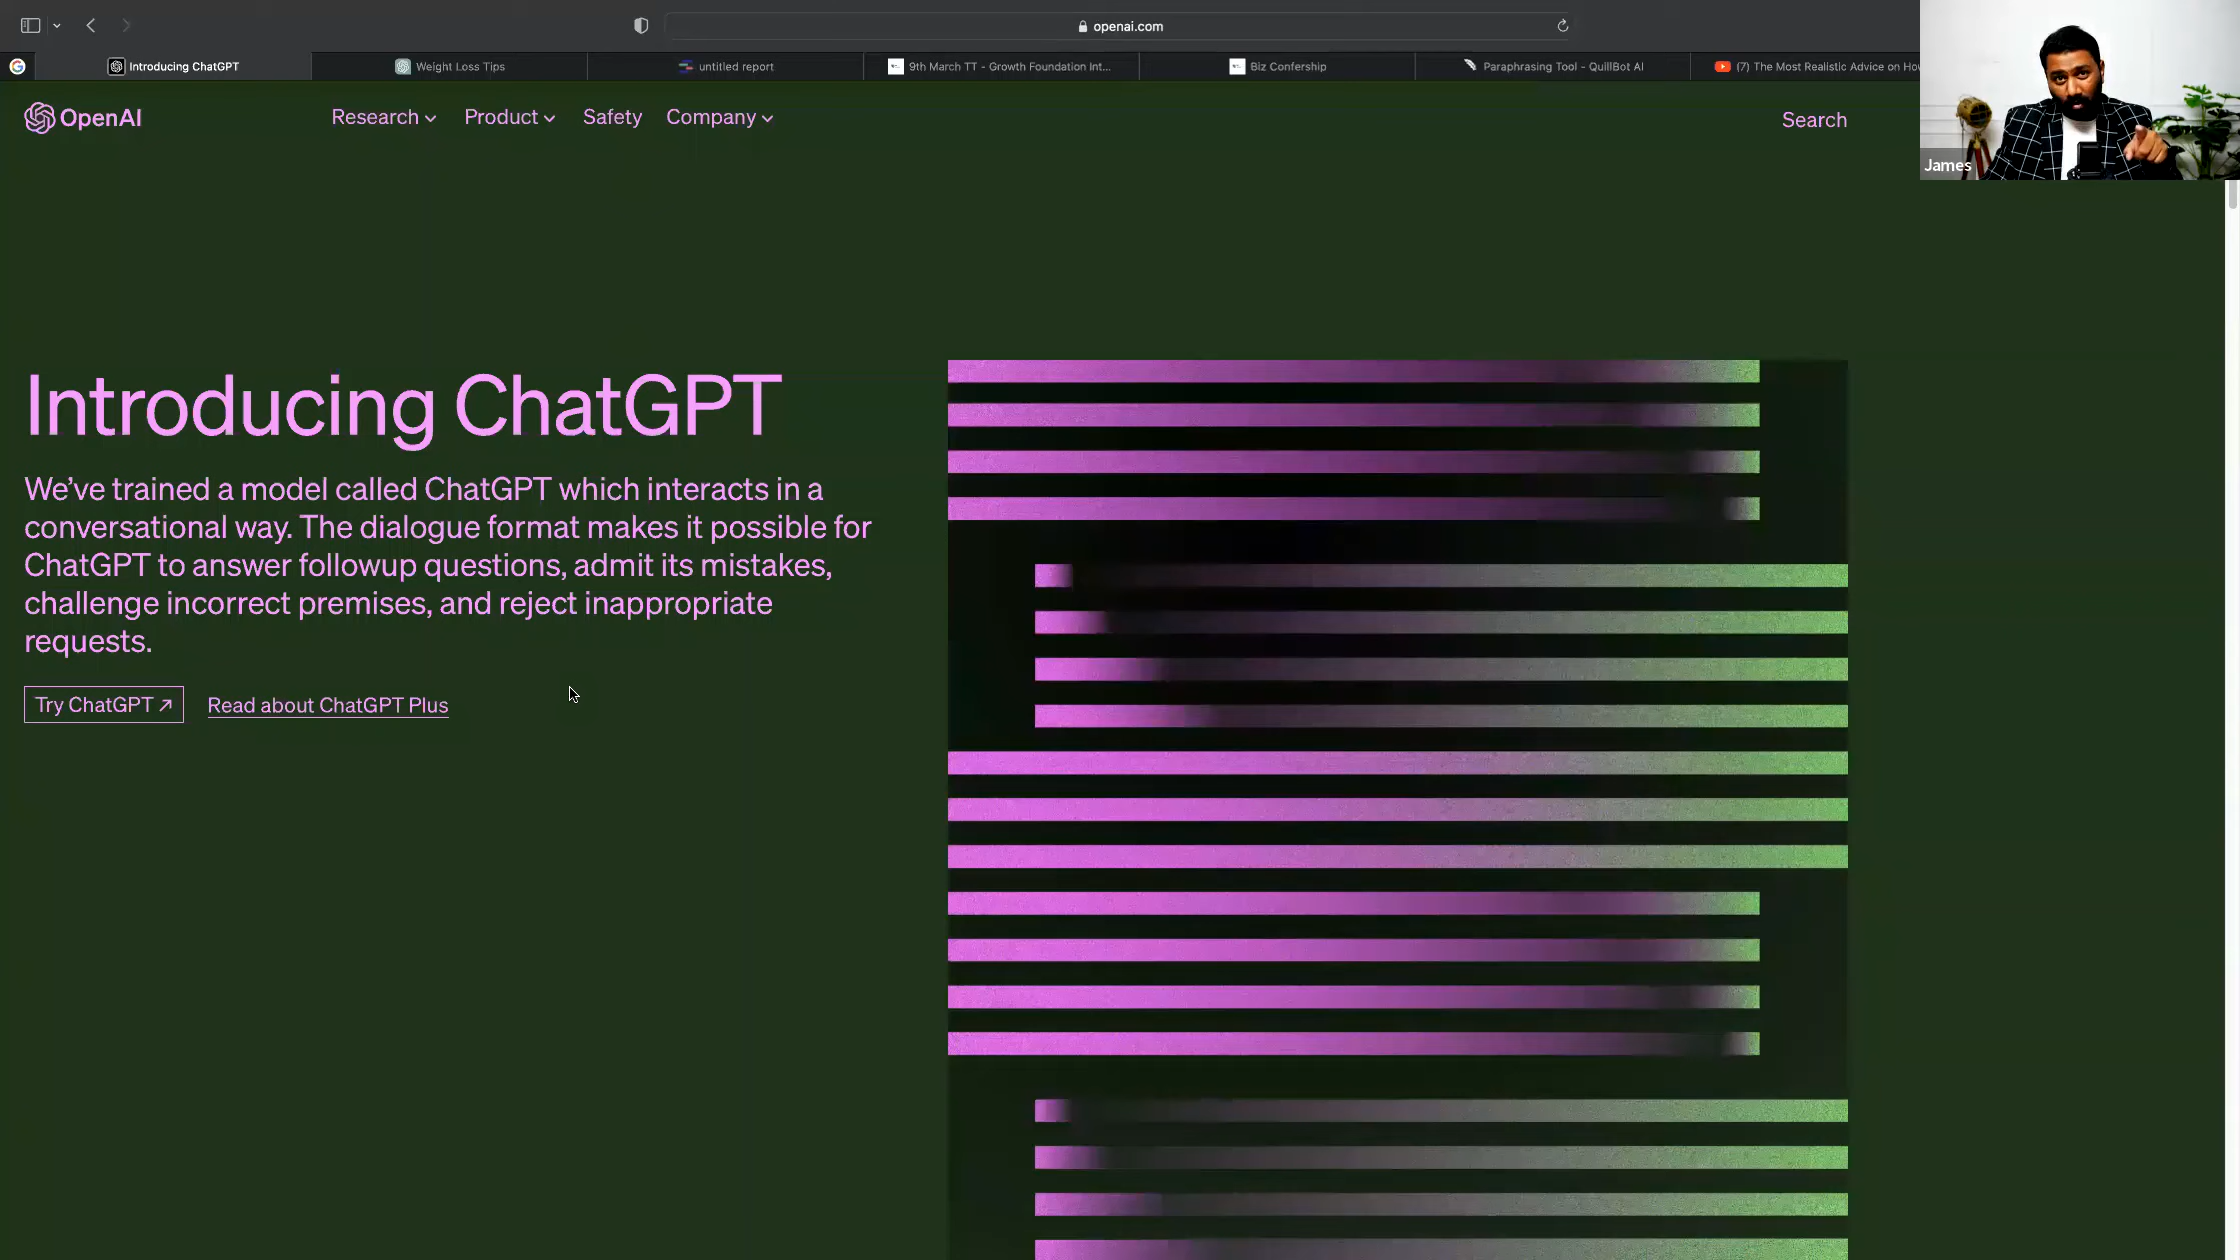 openai.com
Introducing ChatGPT
Weight Loss Tips
untitled report
9th March TT - Growth Foundation Int...
Biz Confership
Paraphrasing Tool - QuillBot AI
(7) The Most Realistic Advice on Ho
James
OpenAI
Research
Product
Safety
Company
Search
Introducing ChatGPT
We’ve trained a model called ChatGPT which interacts in a
conversational way. The dialogue format makes it possible for
ChatGPT to answer followup questions, admit its mistakes,
challenge incorrect premises, and reject inappropriate
requests.
Try ChatGPT ↗
Read about ChatGPT Plus